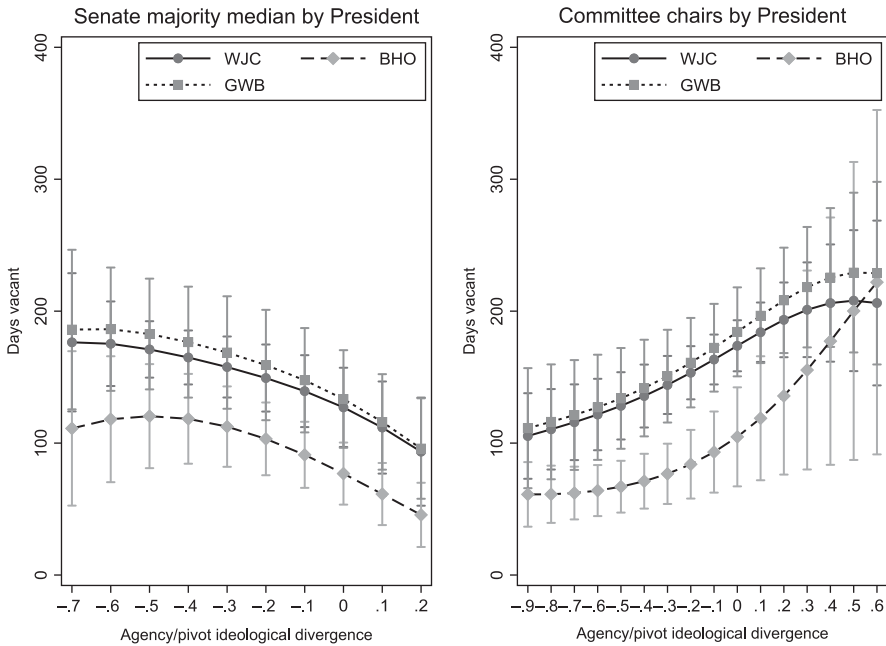 Senate majority median by President
WJC
BHO
GWB
Days vacant
400
300
200
100
0
–.7 –.6 –.5 –.4 –.3 –.2 –.1 0 .1 .2
Agency/pivot ideological divergence
Committee chairs by President
WJC
BHO
GWB
Days vacant
400
300
200
100
0
–.9 –.8 –.7 –.6 –.5 –.4 –.3 –.2 –.1 0 .1 .2 .3 .4 .5 .6
Agency/pivot ideological divergence